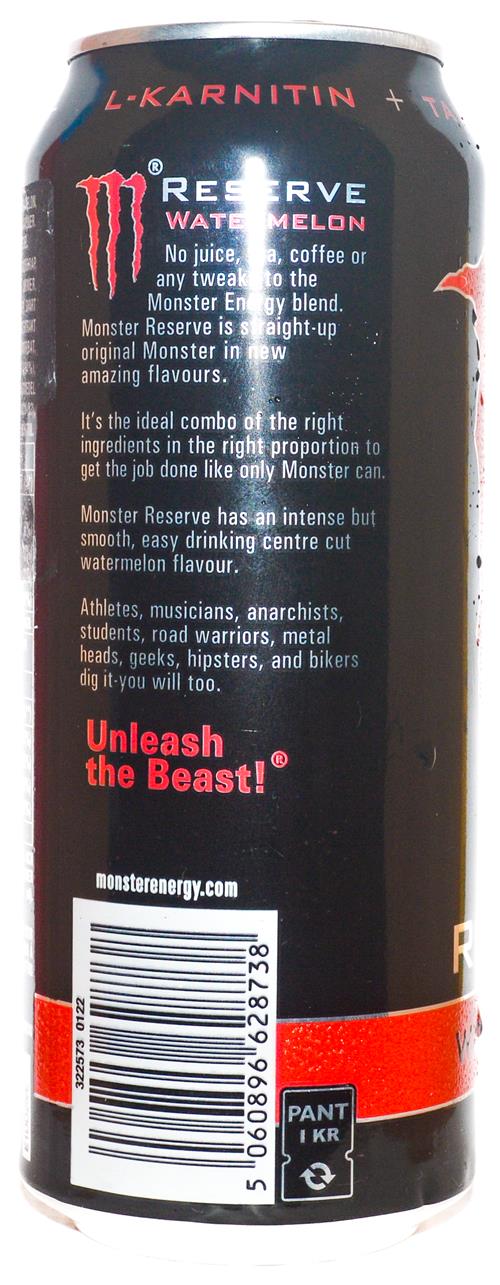 L-KARNITIN + TA
® RESERVE
WATERMELON
No juice, tea, coffee or
any tweaks to the
Monster Energy blend.
Monster Reserve is straight-up
original Monster in new
amazing flavours.
It's the ideal combo of the right
ingredients in the right proportion to
get the job done like only Monster can.
Monster Reserve has an intense but
smooth, easy drinking centre cut
watermelon flavour.
Athletes, musicians, anarchists,
students, road warriors, metal
heads, geeks, hipsters, and bikers
dig it-you will too.
Unleash
the Beast!®
monsterenergy.com
322573 0122
5 060896 628738
PANT
1 KR
R